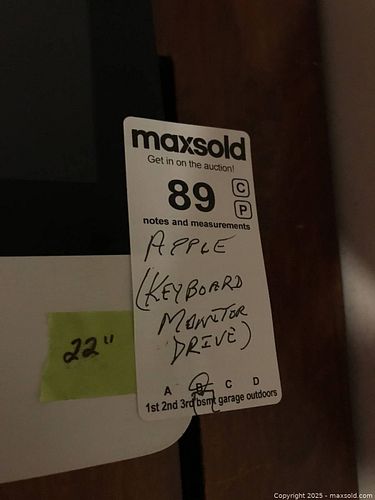 maxsold
Get in on the auction!
89 C
P
notes and measurements
APPLE
(KEYBOARD
MONITOR
DRIVE)
22"
A B C D
1st 2nd 3rd bsmt garage outdoors
Copyright 2025 - maxsold.com